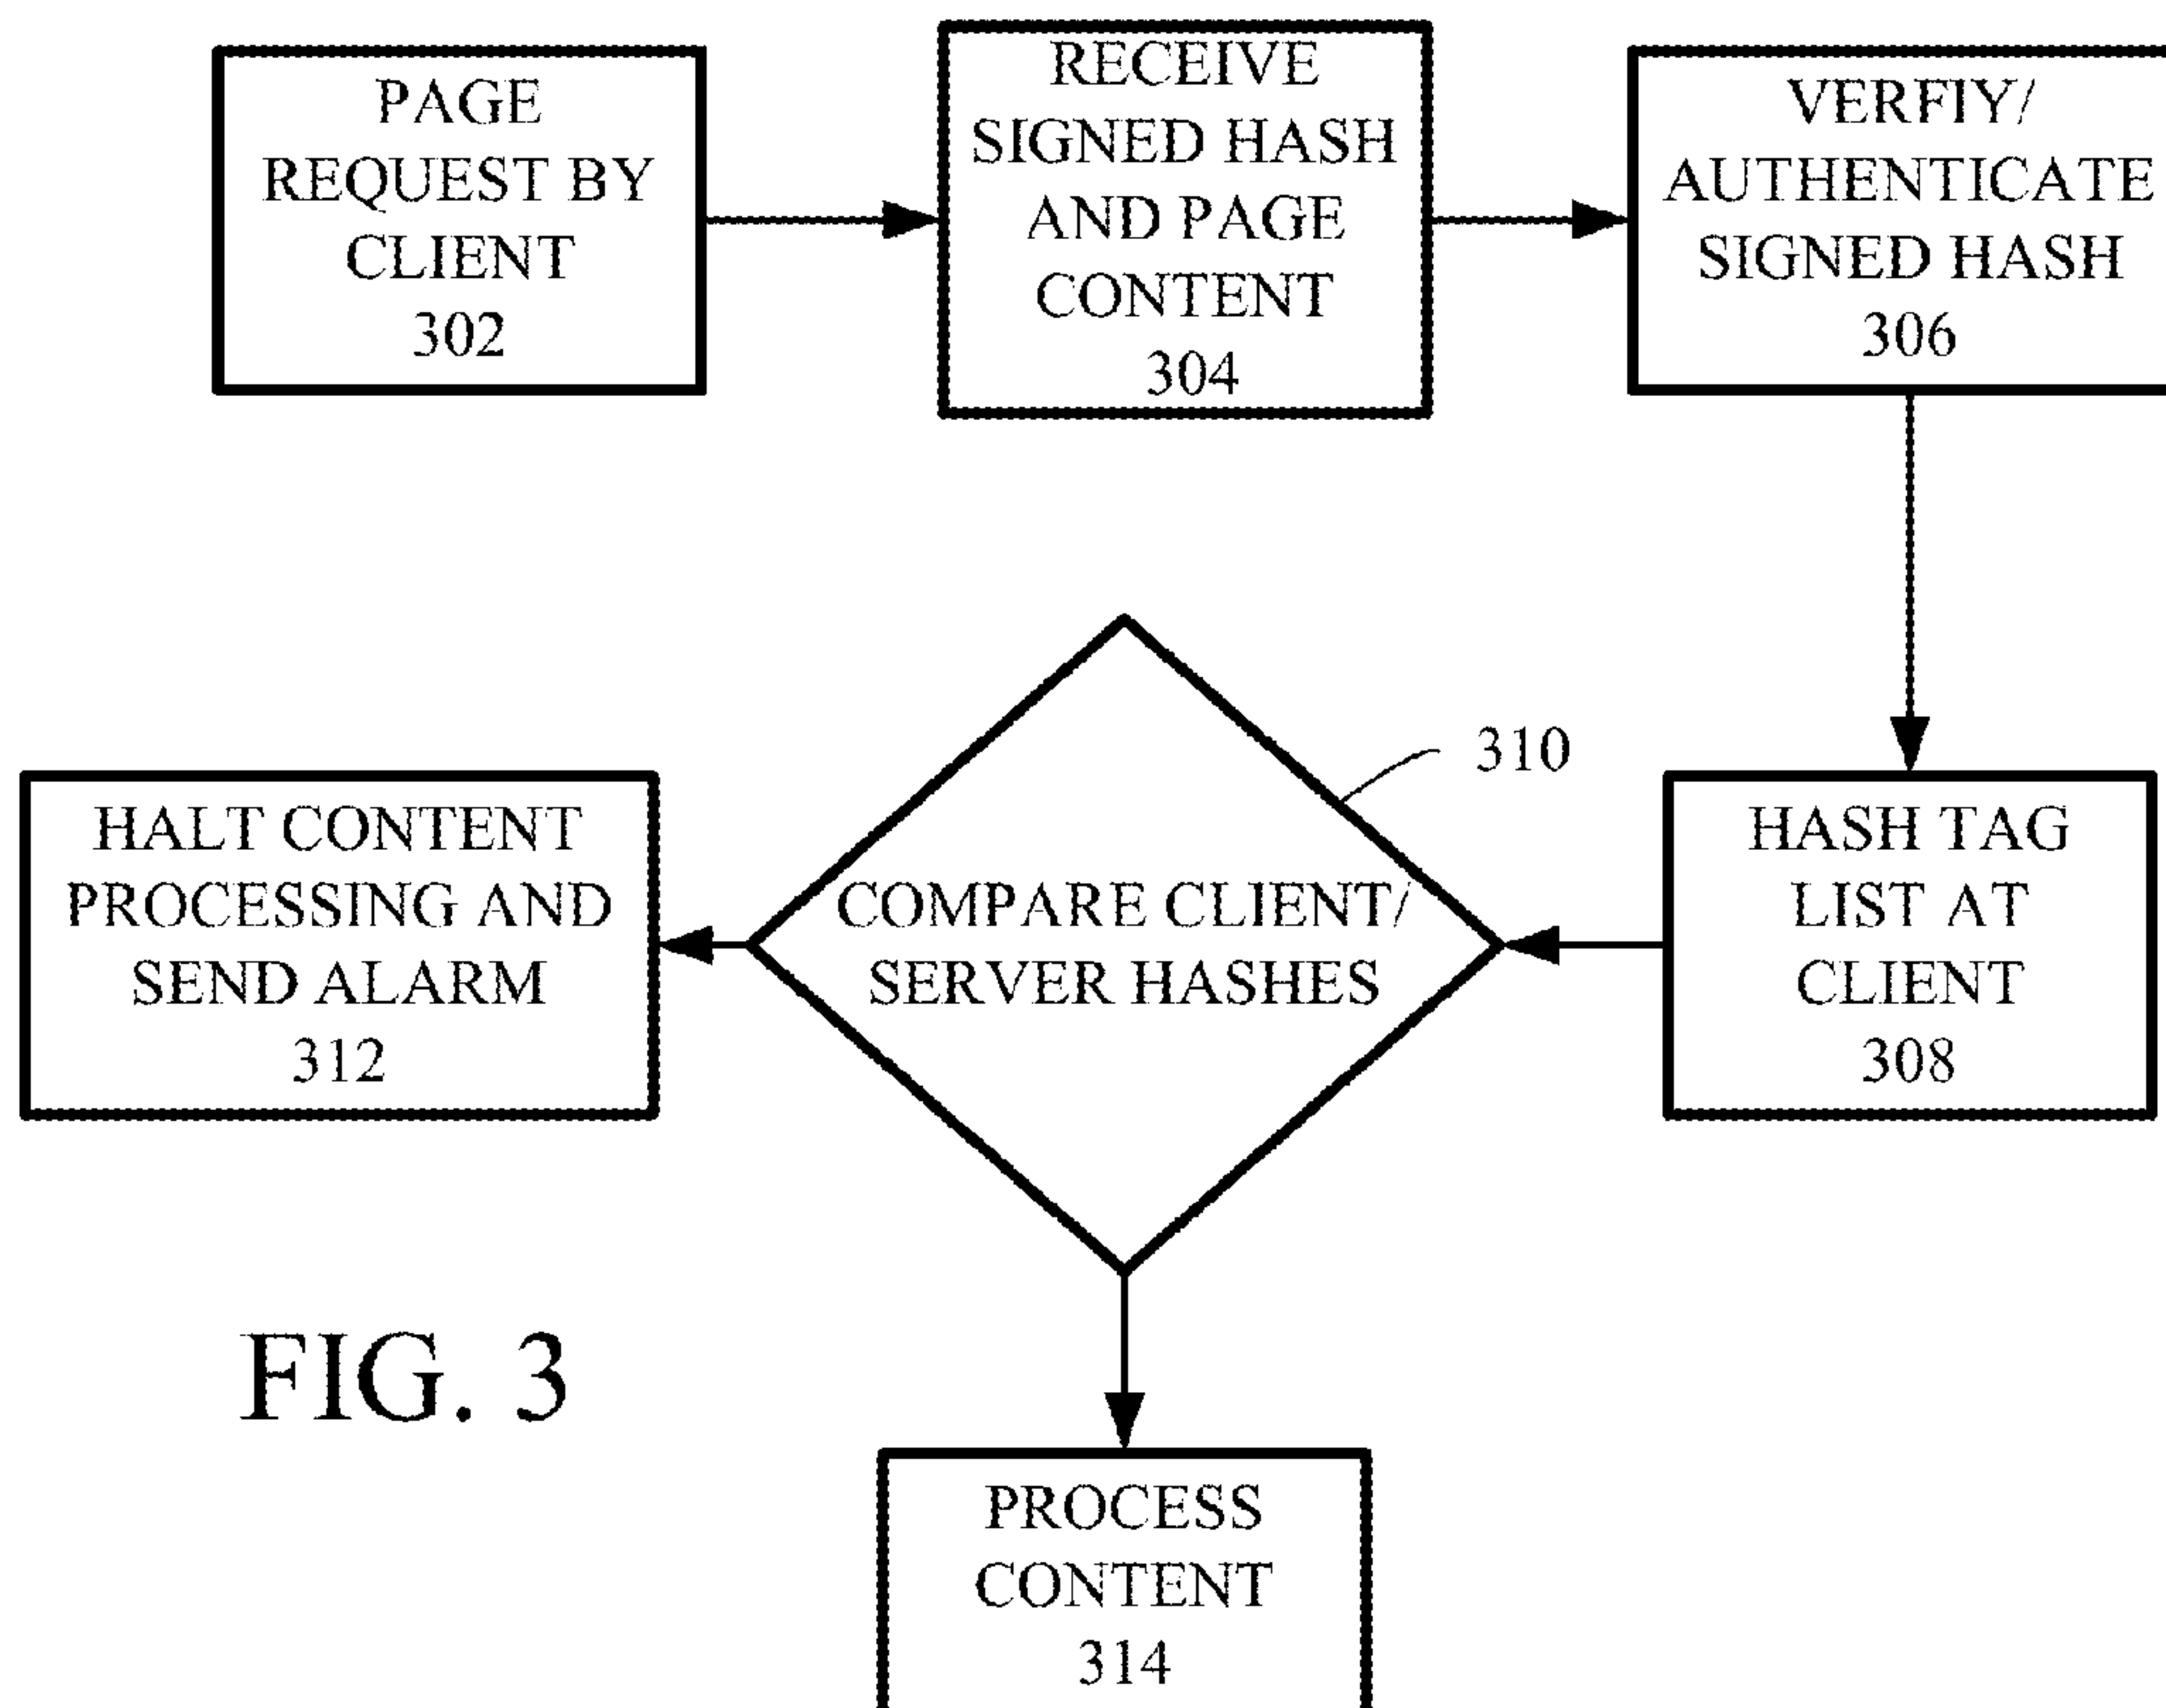 PAGE
REQUEST BY
CLIENT
302
RECEIVE
SIGNED HASH
AND PAGE
CONTENT
304
VERFIY/
AUTHENTICATE
SIGNED HASH
306
310
HALT CONTENT
PROCESSING AND
SEND ALARM
312
COMPARE CLIENT/
SERVER HASHES
HASH TAG
LIST AT
CLIENT
308
FIG. 3
PROCESS
CONTENT
314